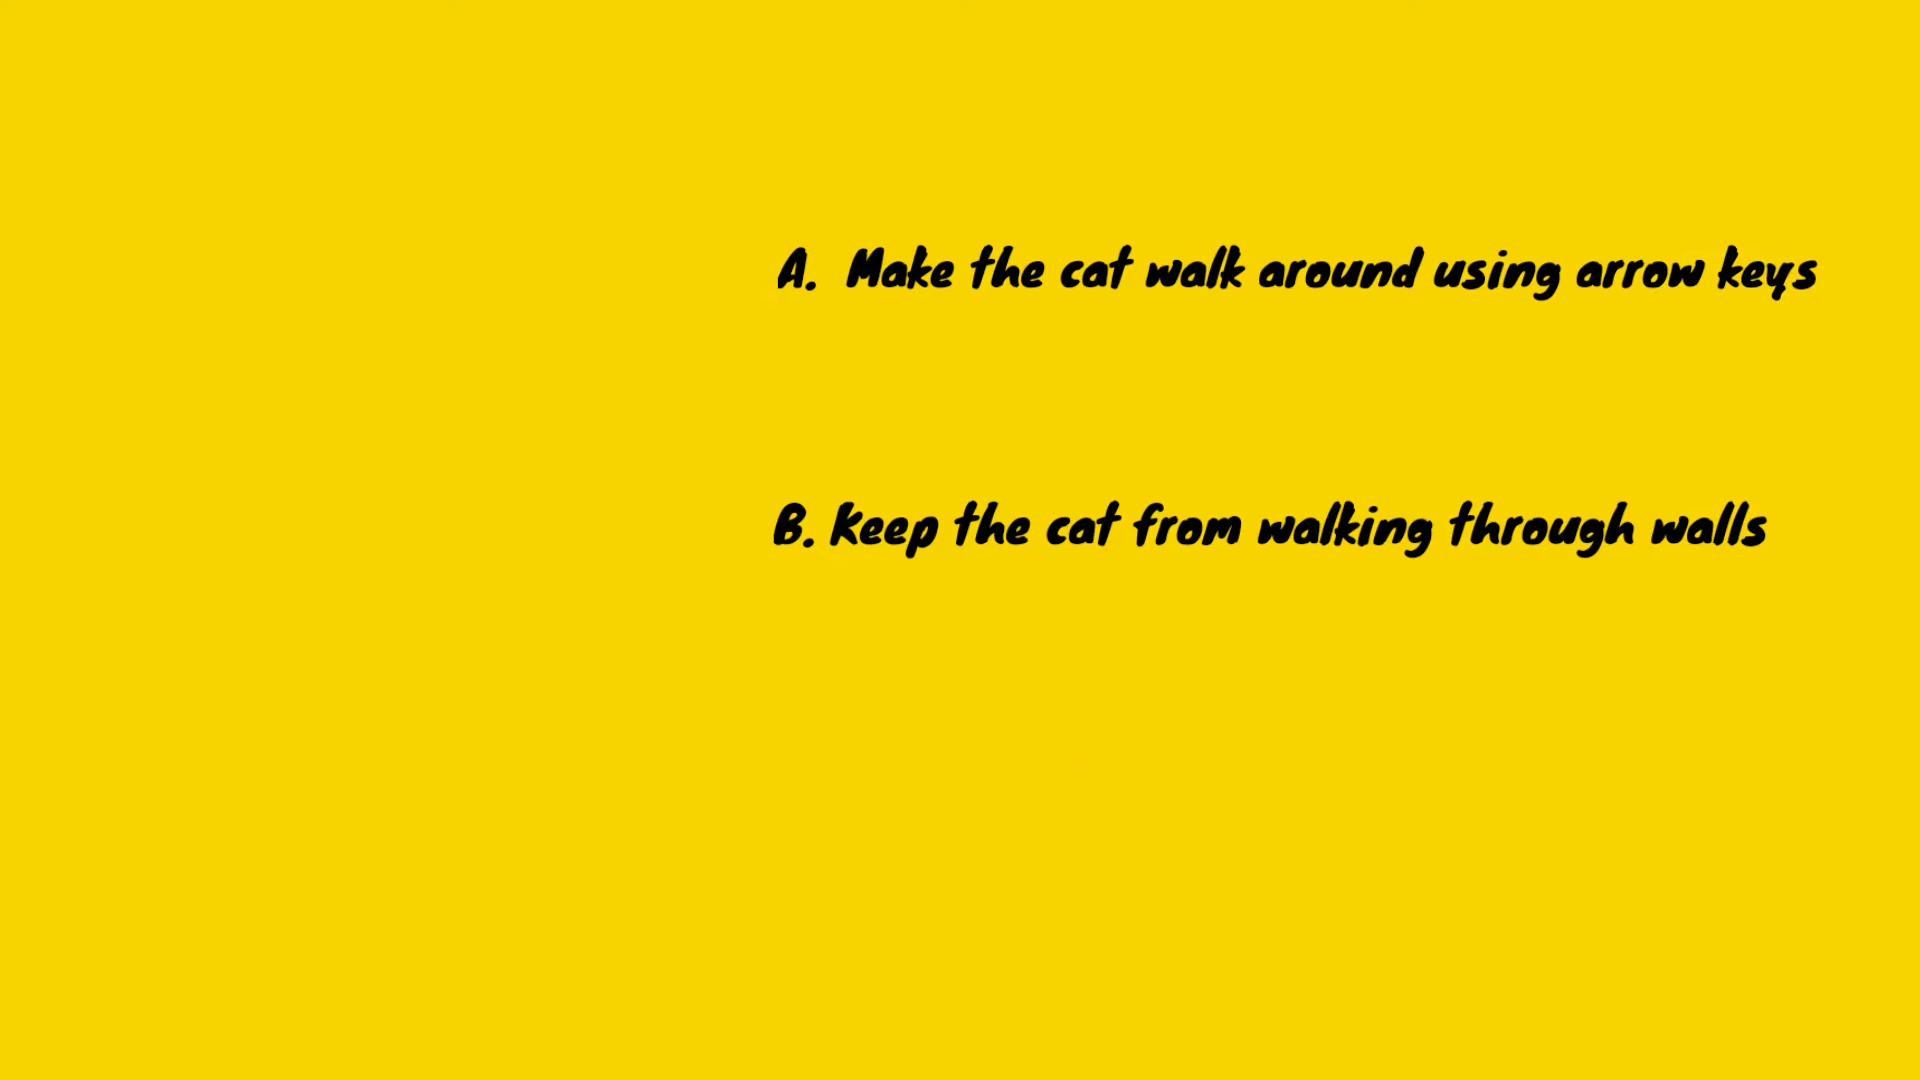 A. Make the cat walk around using arrow keys
B. Keep the cat from walking through walls